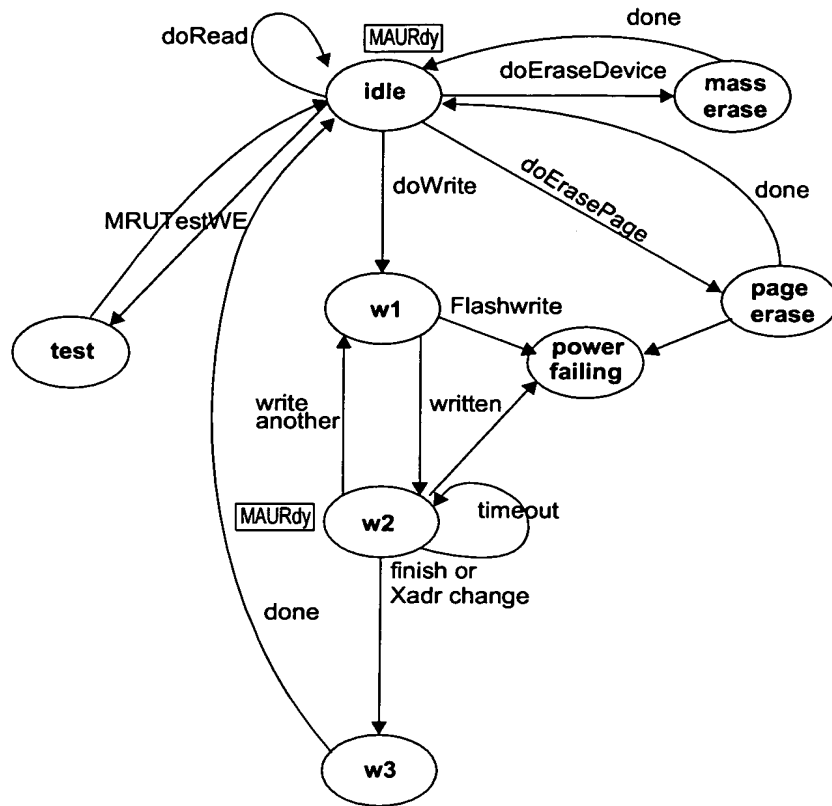 done
doRead
MAURdy
idle
doEraseDevice
mass
erase
doWrite
doErasePage
done
MRUTestWE
w1
Flashwrite
page
erase
test
power
failing
write
another
written
MAURdy
w2
timeout
finish or
Xadr change
done
w3